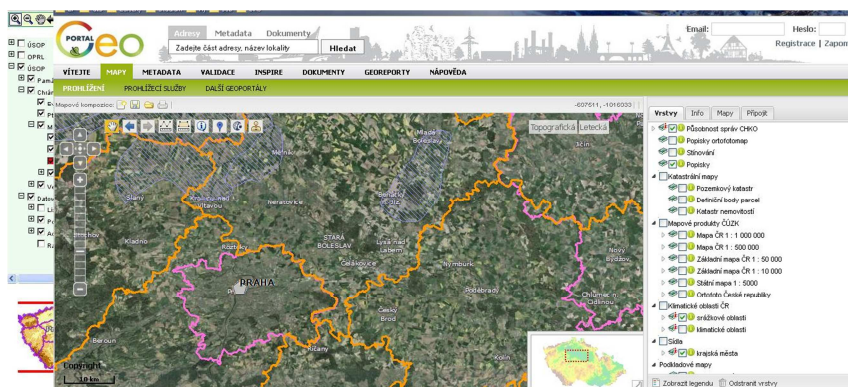 PORTAL
Geo
Adresy Metadata Dokumenty
Zadejte část adresy, název lokality Hledat
Email: Heslo:
Registrace | Zapom
VÍTEJTE MAPY METADATA VALIDACE INSPIRE DOKUMENTY GEOREPORTY NÁPOVĚDA
PROHLÍŽENÍ PROHLÍŽECÍ SLUŽBY DALŠÍ GEOPORTÁLY
Mapové kompozice:
-607511, -1016033
ÚSOP
OPRL
ÚSOP
Topografická Letecká
Mladá
Boleslav
Jičín
Mělník
Slaný
Kralupy nad
Vltavou
Neratovice
Benátky
Kladno
Roztoky
STARÁ
BOLESLAV
Lysá nad
Labem
Čelákovice
Nymburk
Nový
Bydžov
PRAHA
Poděbrady
Chlumec n
Cidlinou
Český
Brod
Beroun
Říčany
Kolín
Copyright
10 km
Vrstvy Info Mapy Připojit
Působnost správ CHKO
Popisky ortofotomap
Stínování
Popisky
Katastrální mapy
Pozemkový katastr
Definiční body parcel
Katastr nemovitostí
Mapové produkty ČÚZK
Mapa ČR 1 : 1 000 000
Mapa ČR 1 : 500 000
Základní mapa ČR 1 : 50 000
Základní mapa ČR 1 : 10 000
Státní mapa 1 : 5000
Ortofoto České republiky
Klimatické oblasti ČR
srážkové oblasti
klimatické oblasti
Sídla
krajská města
Podkladové mapy
Zobrazit legendu Odstranit vrstvy